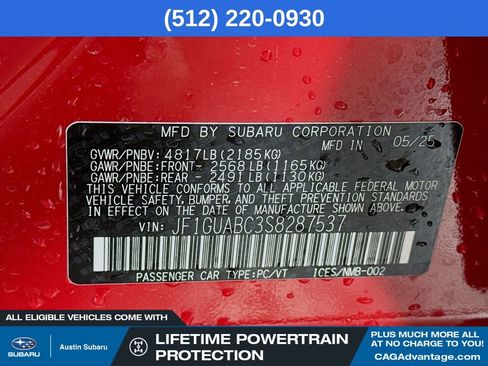 (512) 220-0930
MFD BY SUBARU CORPORATION IN 05/25
GVWR/PNBV: 4817LB (2185KG)
GAWR/PNBE:FRONT- 2568LB (1165KG)
GAWR/PNBE: REAR - 2491LB (1130KG)
THIS VEHICLE CONFORMS TO ALL APPLICABLE FEDERAL MOTOR
VEHICLE SAFETY, BUMPER, AND THEFT PREVENTION STANDARDS
IN EFFECT ON THE DATE OF MANUFACTURE SHOWN ABOVE.
VIN: JF1GUABC3S8287537
PASSENGER CAR TYPE:PC/VT ICES/NMB-002
ALL ELIGIBLE VEHICLES COME WITH
SUBARU Austin Subaru
LIFETIME POWERTRAIN
PROTECTION
PLUS MUCH MORE ALL
AT NO CHARGE TO YOU!
CAGAdvantage.com